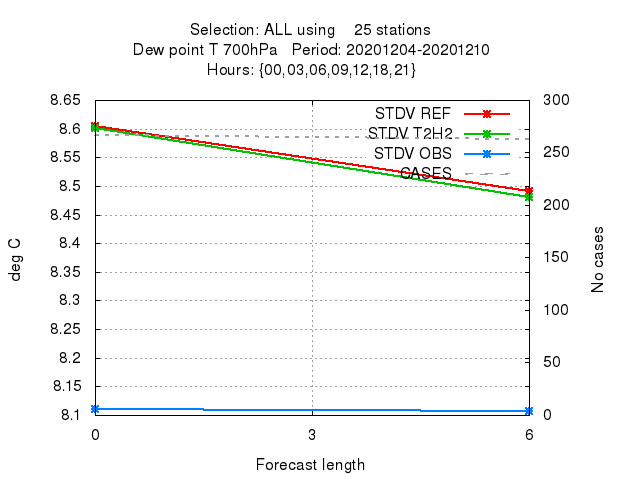 Selection: ALL using 25 stations
Dew point T 700hPa Period: 20201204-20201210
Hours: {00,03,06,09,12,18,21}
8.65
8.6
8.55
8.5
8.45
8.4
8.35
8.3
8.25
8.2
8.15
8.1
deg C
STDV REF
STDV T2H2
STDV OBS
CASES
300
250
200
150
100
50
0
No cases
0 3 6
Forecast length